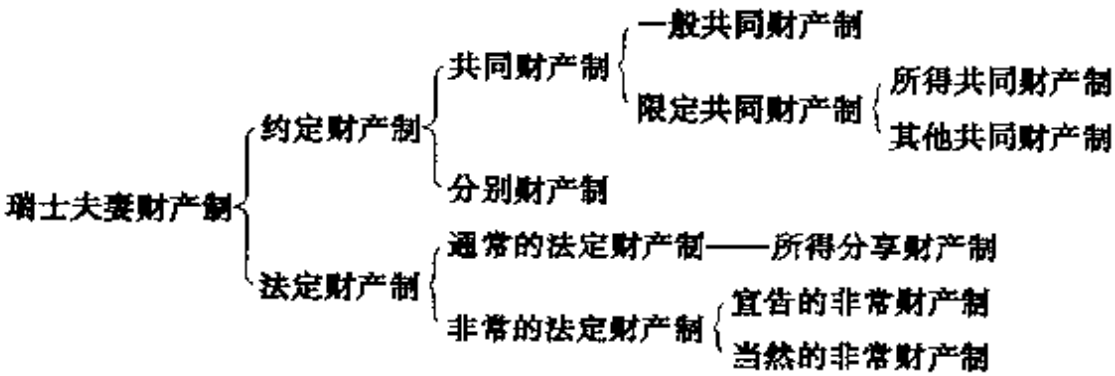 一般共同财产制
共同财产制
所得共同财产制
限定共同财产制
其他共同财产制
约定财产制
分别财产制
瑞士夫妻财产制
通常的法定财产制——所得分享财产制
法定财产制
宣告的非常财产制
非常的法定财产制
当然的非常财产制